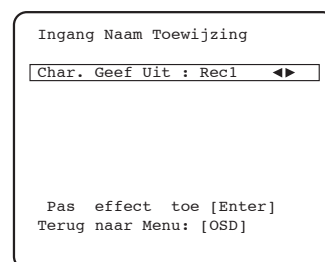 Ingang Naam Toewijzing
Char. Geef Uit : Rec1 ◄►
Pas effect toe [Enter]
Terug naar Menu: [OSD]